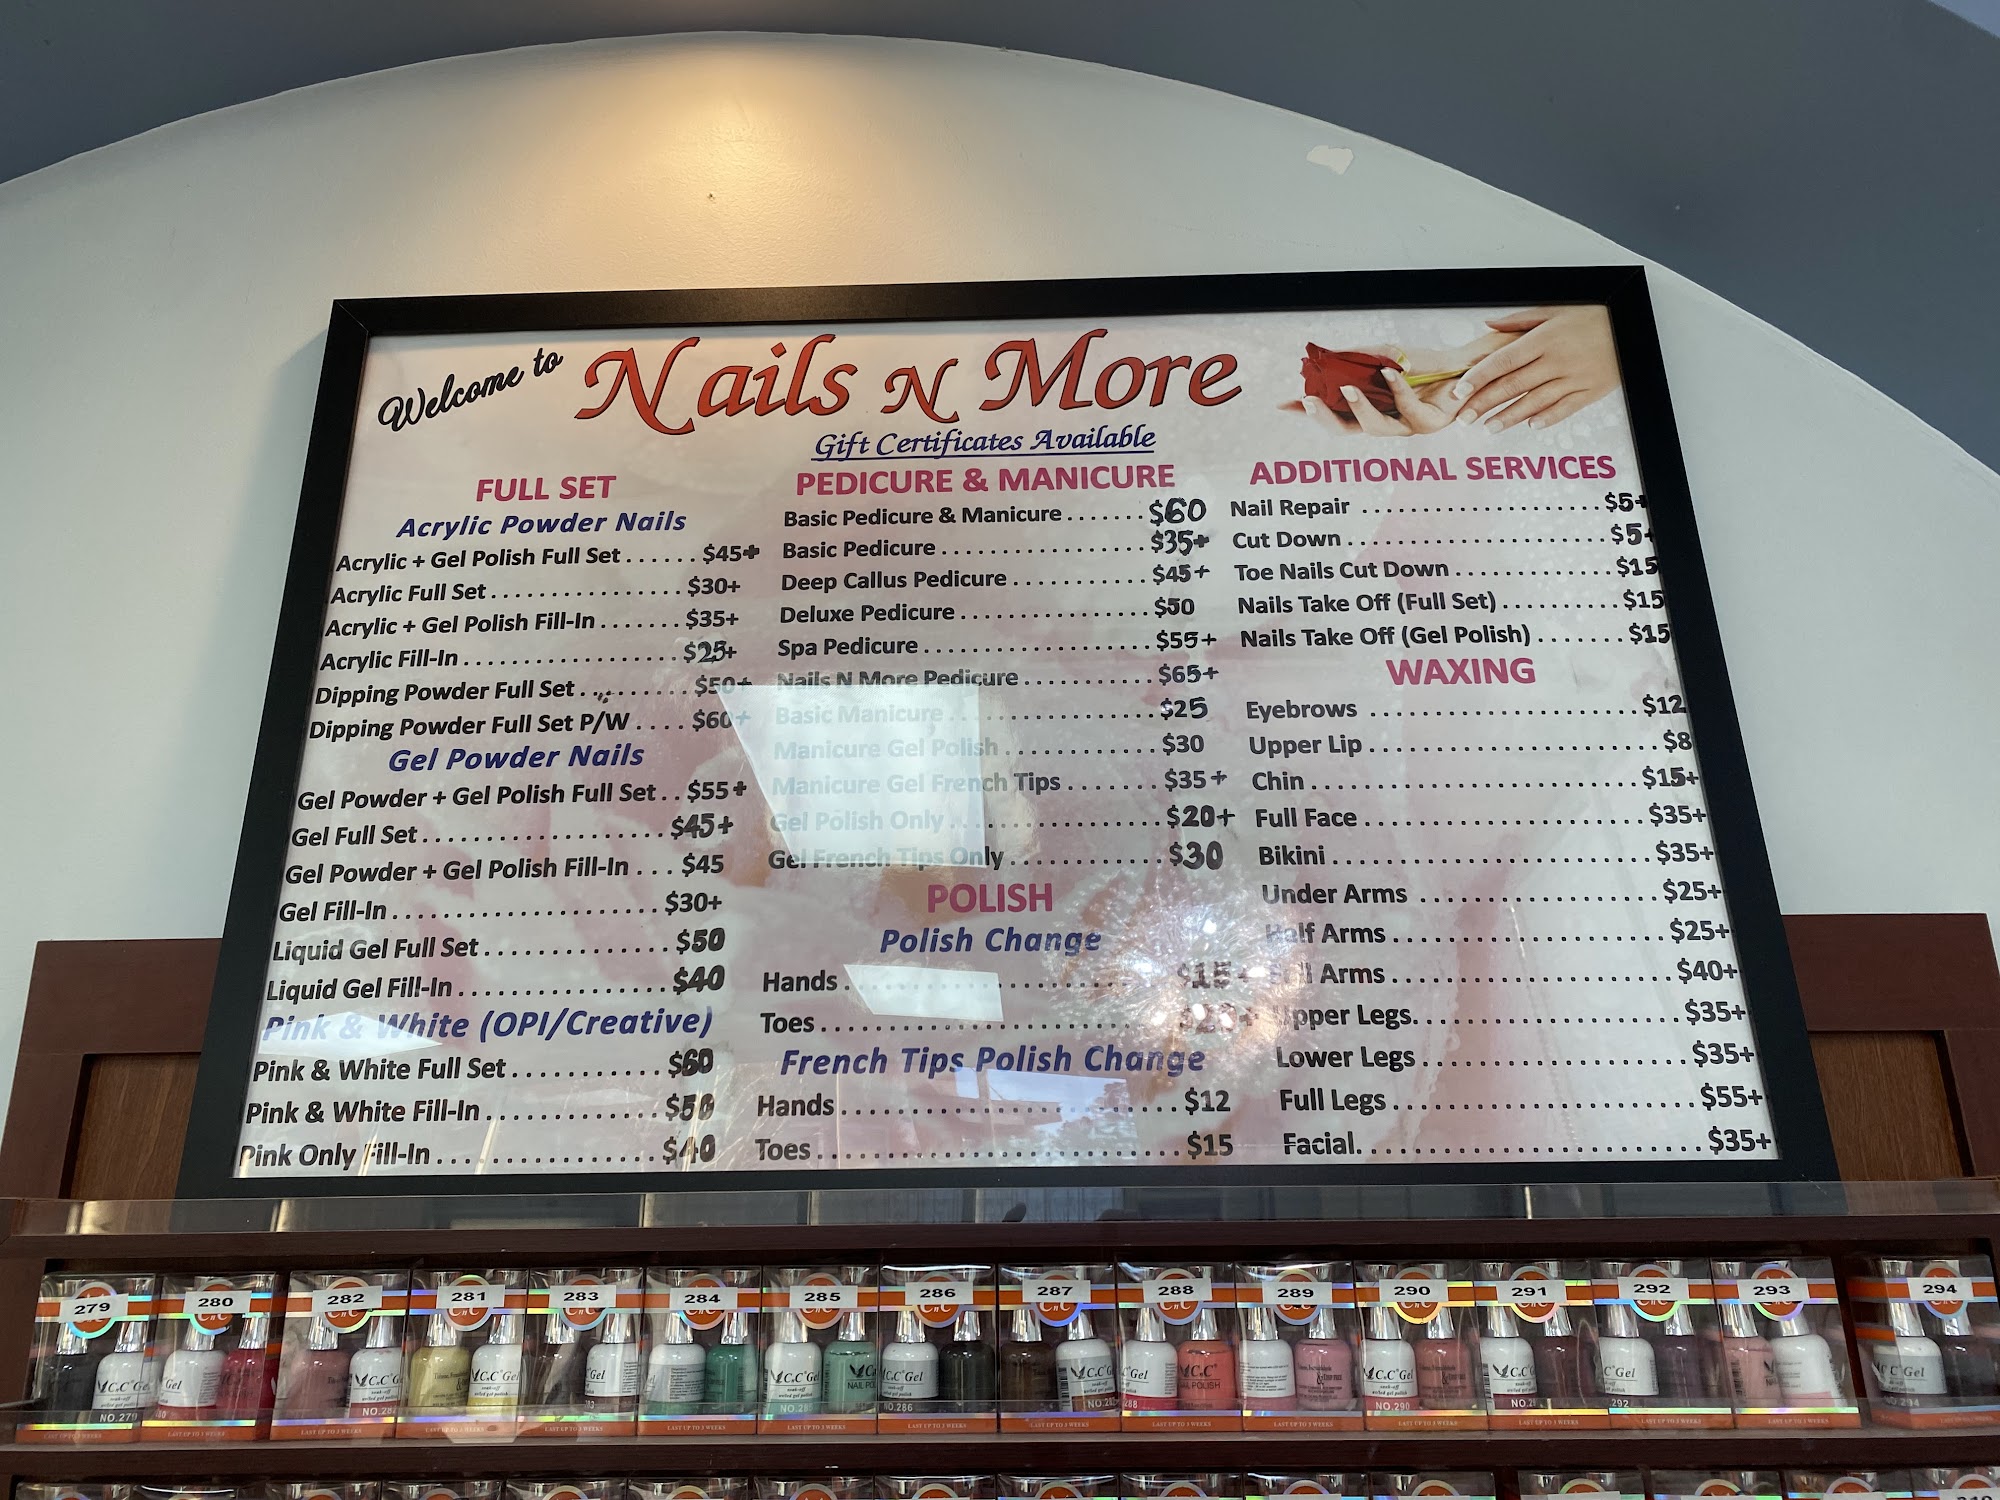 Welcome to Nails N More
Gift Certificates Available
FULL SET
Acrylic Powder Nails
Acrylic + Gel Polish Full Set ...... $45+
Acrylic Full Set ................ $30+
Acrylic + Gel Polish Fill-In ....... $35+
Acrylic Fill-In .................... $25+
Dipping Powder Full Set ......... $50+
Dipping Powder Full Set P/W .... $60+
Gel Powder Nails
Gel Powder + Gel Polish Full Set .. $55+
Gel Full Set .................... $45+
Gel Powder + Gel Polish Fill-In ... $45
Gel Fill-In ...................... $30+
Liquid Gel Full Set ............... $50
Liquid Gel Fill-In ................. $40
Pink & White (OPI/Creative)
Pink & White Full Set ............ $60
Pink & White Fill-In .............. $50
Pink Only Fill-In .................. $40
PEDICURE & MANICURE
Basic Pedicure & Manicure ....... $60
Basic Pedicure .................. $35+
Deep Callus Pedicure ........... $45+
Deluxe Pedicure ................ $50
Spa Pedicure .................... $55+
Nails N More Pedicure ........... $65+
Basic Manicure .................. $25
Manicure Gel Polish ............. $30
Manicure Gel French Tips ....... $35+
Gel Polish Only .................. $20+
Gel French Tips Only ............ $30
POLISH
Polish Change
Hands ........................... $15+
Toes ............................
French Tips Polish Change
Hands ........................... $12
Toes ............................. $15
ADDITIONAL SERVICES
Nail Repair ...................... $5+
Cut Down ....................... $5+
Toe Nails Cut Down ............. $15
Nails Take Off (Full Set) .......... $15
Nails Take Off (Gel Polish) ....... $15
WAXING
Eyebrows ....................... $12
Upper Lip ........................ $8
Chin ............................. $15+
Full Face ........................ $35+
Bikini ............................ $35+
Under Arms .................... $25+
Half Arms ....................... $25+
Full Arms ........................ $40+
Upper Legs ...................... $35+
Lower Legs ...................... $35+
Full Legs ......................... $55+
Facial ............................ $35+
279 280 282 281 283 284 285 286 287 288 289 290 291 292 293 294